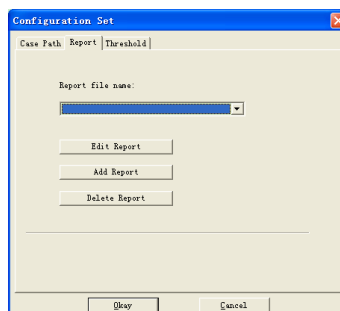 Configuration Set
Case Path Report Threshold
Report file name:
Edit Report
Add Report
Delete Report
Okay Cancel